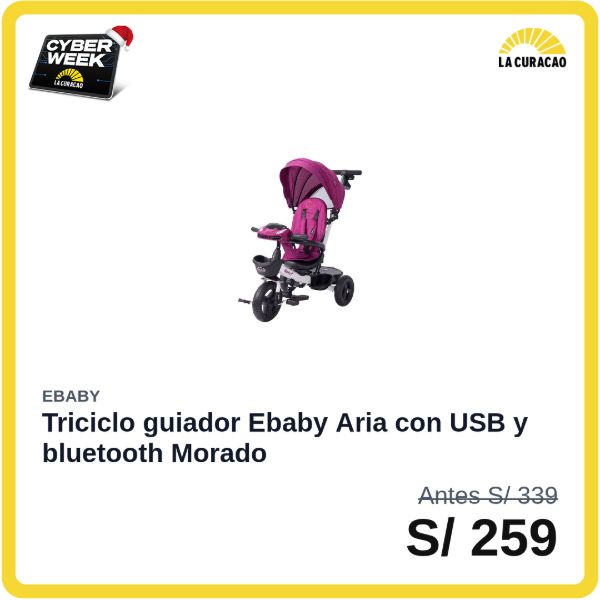 CYBER
WEEK
LA CURACAO
LA CURACAO
EBABY
Triciclo guiador Ebaby Aria con USB y
bluetooth Morado
Antes S/ 339
S/ 259